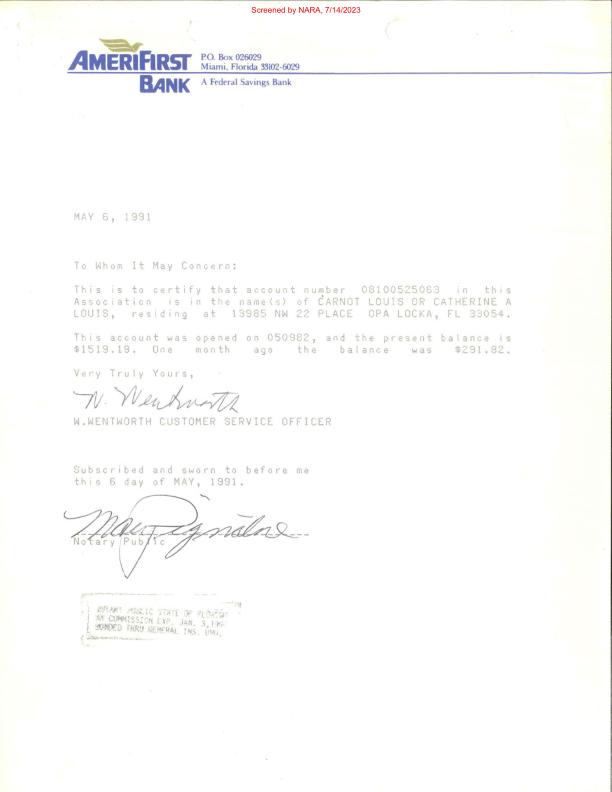 Screened by NARA, 7/14/2023
AMERIFIRST
BANK
P.O. Box 026029
Miami, Florida 33102-6029
A Federal Savings Bank
MAY 6, 1991
To Whom It May Concern:
This is to certify that account number 08100525063 in this
Association is in the name(s) of CARNOT LOUIS OR CATHERINE A
LOUIS, residing at 13985 NW 22 PLACE OPA LOCKA, FL 33054.
This account was opened on 050982, and the present balance is
$1519.19. One month ago the balance was $291.82.
Very Truly Yours,
W. Wentworth
W.WENTWORTH CUSTOMER SERVICE OFFICER
Subscribed and sworn to before me
this 6 day of MAY, 1991.
Notary Public
NOTARY PUBLIC STATE OF FLORIDA
MY COMMISSION EXP. JAN. 3,
BONDED THRU GENERAL INS. UND.